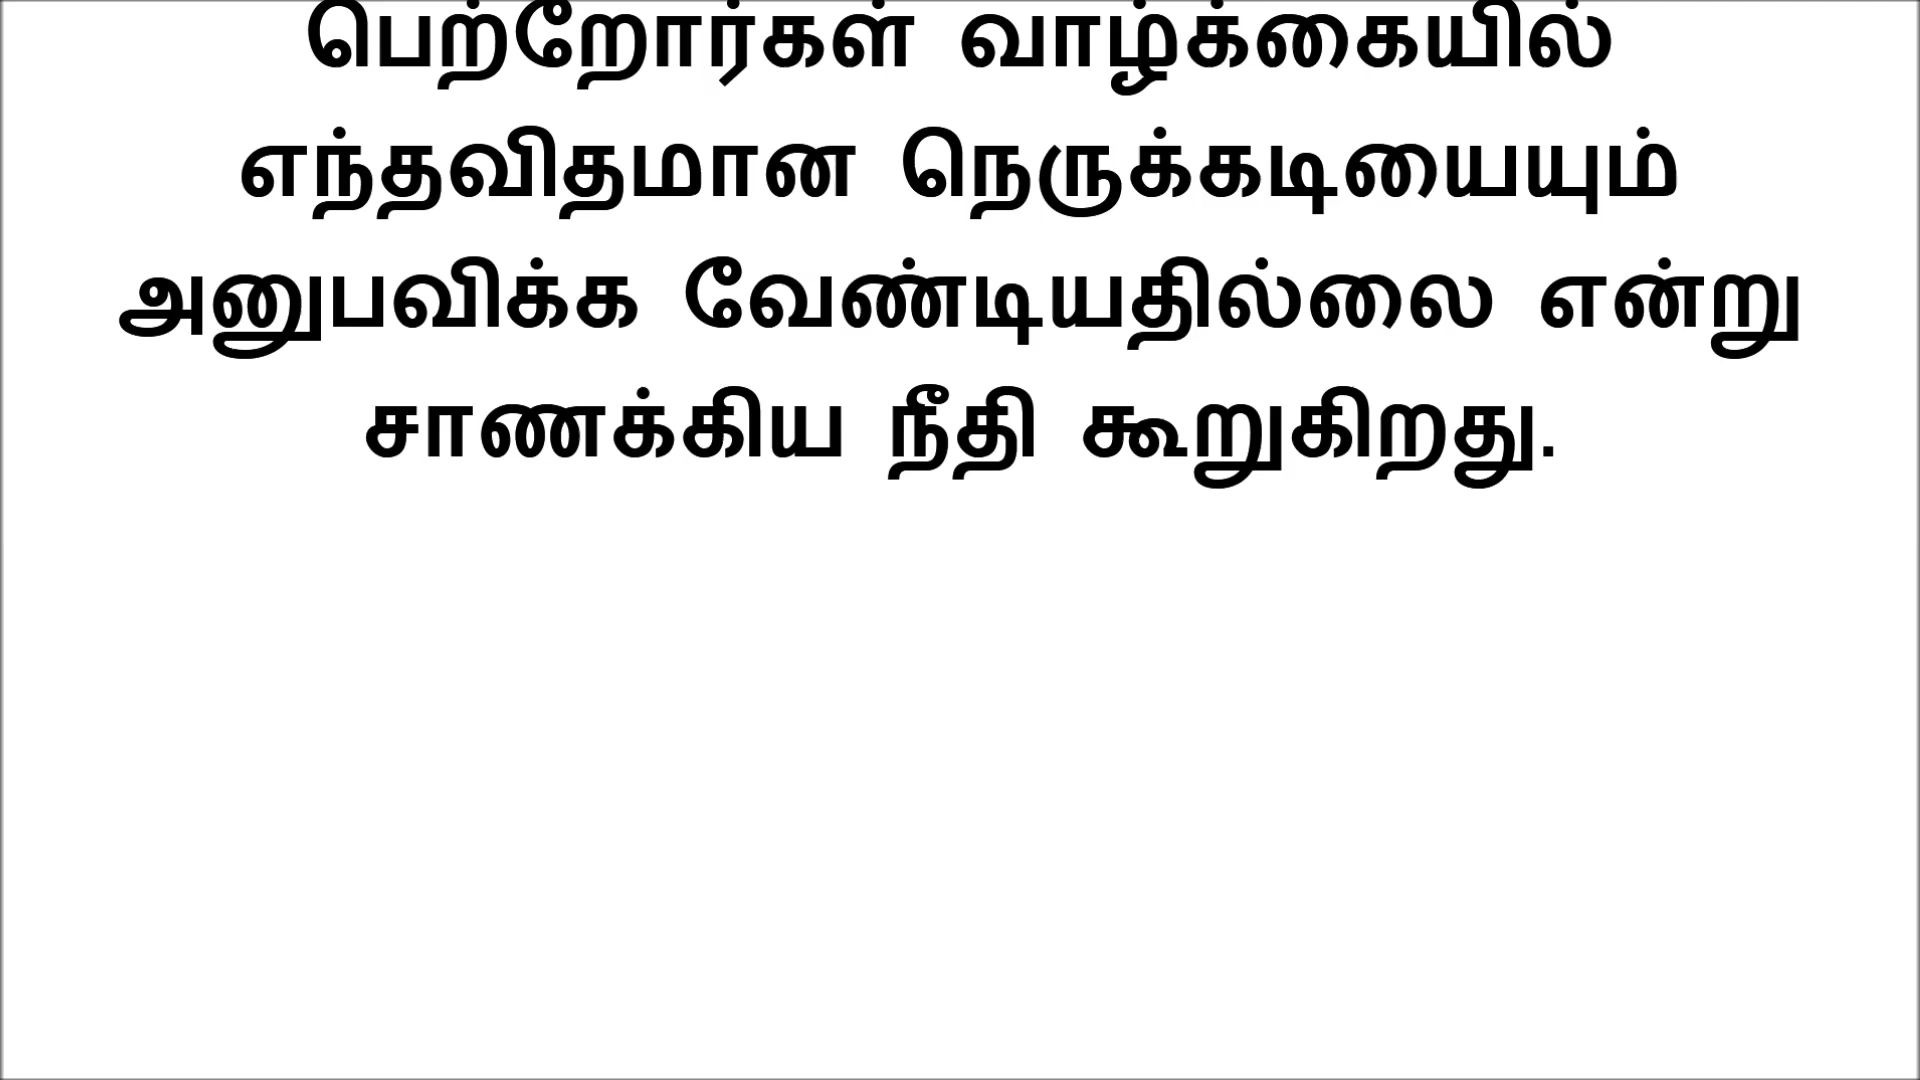 பெற்றோர்கள் வாழ்க்கையில்
எந்தவிதமான நெருக்கடியையும்
அனுபவிக்க வேண்டியதில்லை என்று
சாணக்கிய நீதி கூறுகிறது.